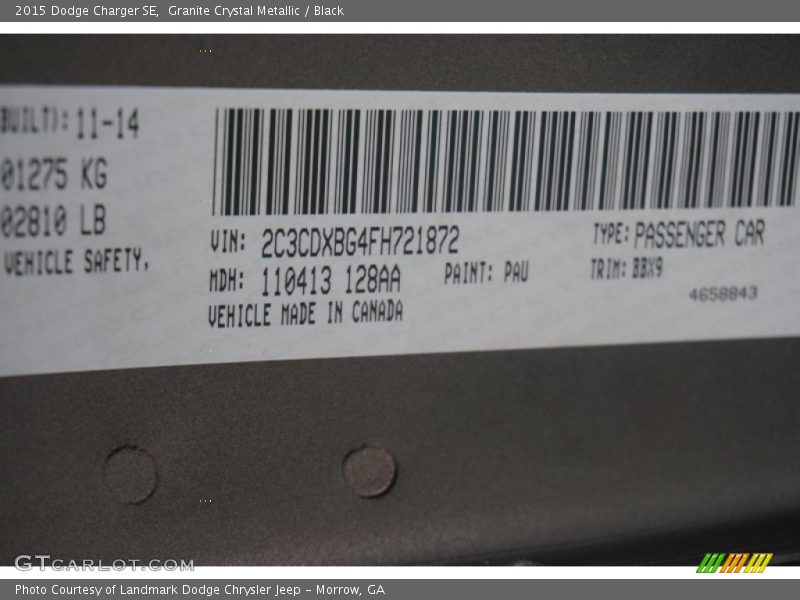 2015 Dodge Charger SE,  Granite Crystal Metallic / Black
BUILT): 11-14
01275 KG
02810 LB
VEHICLE SAFETY,
VIN: 2C3CDXBG4FH721872
TYPE: PASSENGER CAR
MDH: 110413 128AA
PAINT: PAU
TRIM: BBX9
VEHICLE MADE IN CANADA
4658843
GTcarlot.com
Photo Courtesy of Landmark Dodge Chrysler Jeep – Morrow, GA